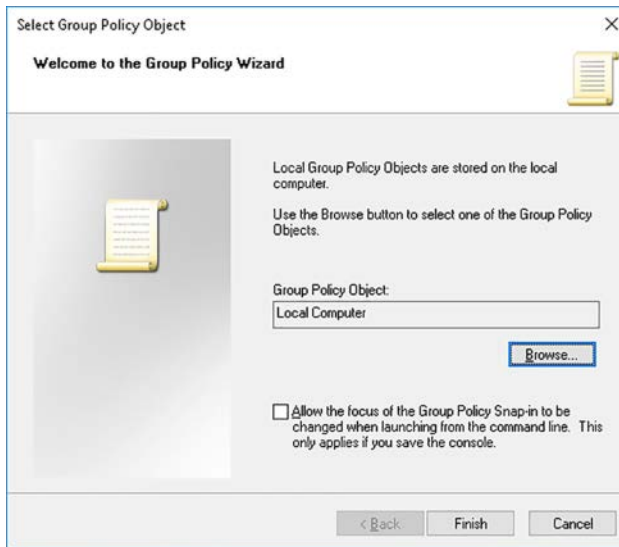 Select Group Policy Object
Welcome to the Group Policy Wizard
Local Group Policy Objects are stored on the local
computer.
Use the Browse button to select one of the Group Policy
Objects.
Group Policy Object:
Local Computer
Browse...
Allow the focus of the Group Policy Snap-in to be
changed when launching from the command line. This
only applies if you save the console.
< Back
Finish
Cancel